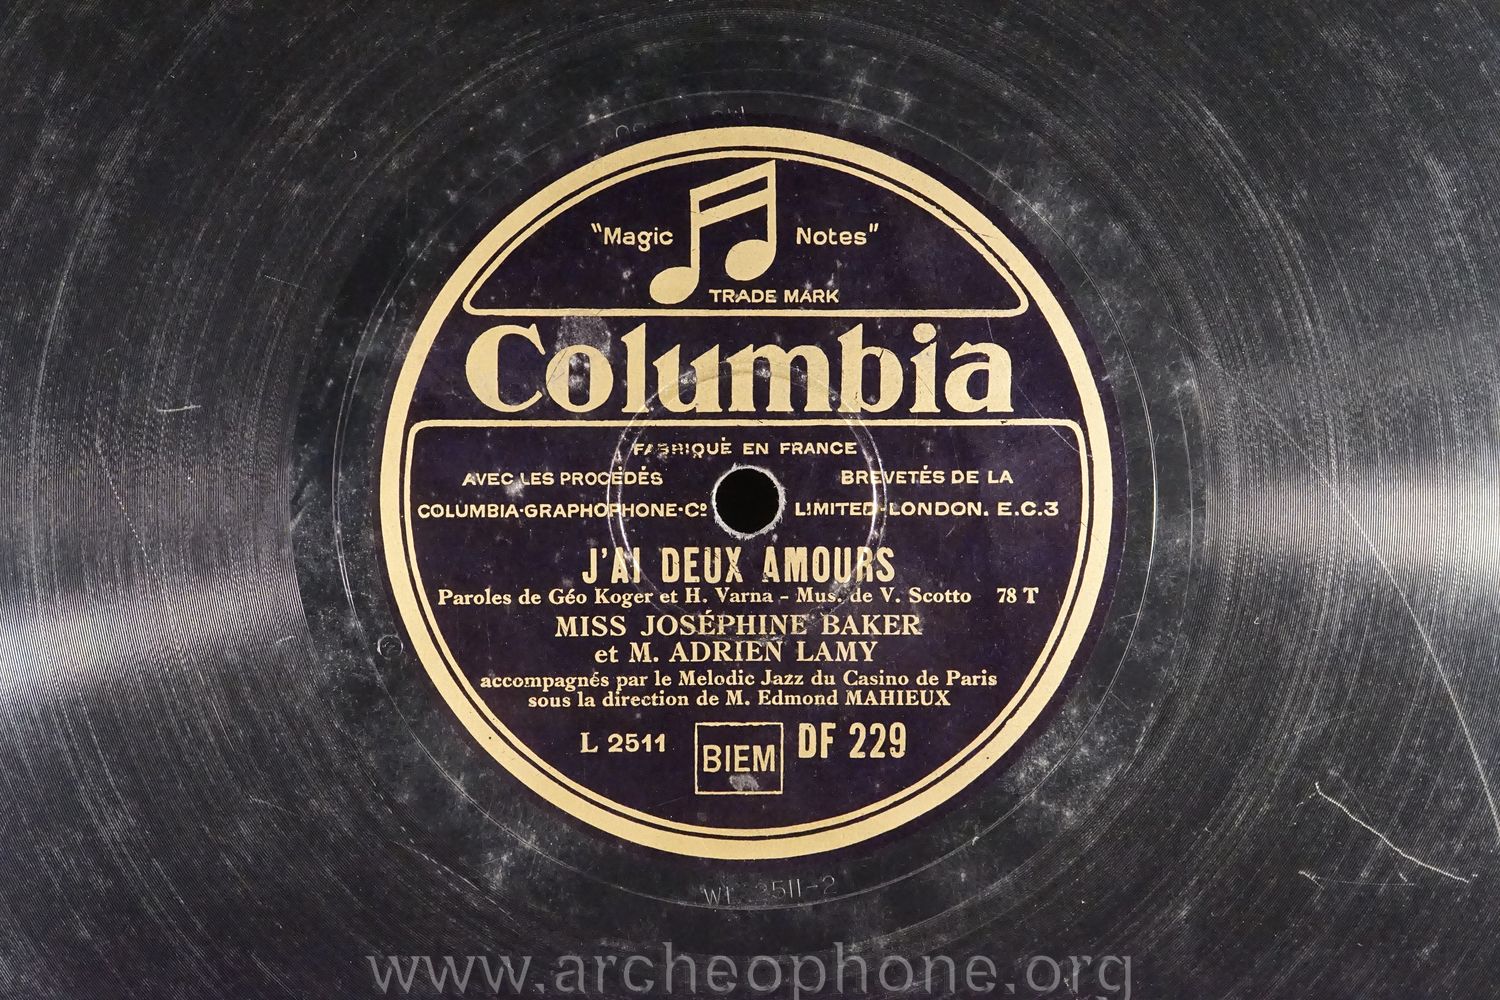 "Magic Notes"
TRADE MARK
Columbia
FABRIQUÉ EN FRANCE
AVEC LES PROCÉDÉS BREVETÉS DE LA
COLUMBIA-GRAPHOPHONE-Cº LIMITED-LONDON. E.C.3
J'AI DEUX AMOURS
Paroles de Géo Koger et H. Varna - Mus. de V. Scotto 78 T
MISS JOSÉPHINE BAKER
et M. ADRIEN LAMY
accompagnés par le Melodic Jazz du Casino de Paris
sous la direction de M. Edmond MAHIEUX
L 2511 BIEM DF 229
2511-2
www.archeophone.org